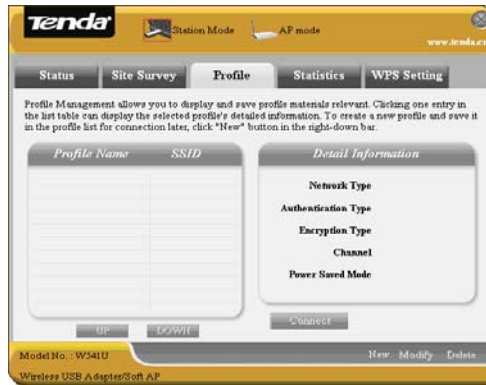 Tenda
Station Mode
AP mode
www.tenda.cn
Status
Site Survey
Profile
Statistics
WPS Setting
Profile Management allows you to display and save profile materials relevant. Clicking one entry in
the list table can display the selected profile's detailed information. To create a new profile and save it
in the profile list for connection later, click "New" button in the right-down
bar.
Profile Name
SSID
Detail Information
Network Type
Authentication Type
Encryption Type
Channel
Power Saved Mode
UP
DOWN
Connect
Model No. : W541U
New
Modify
Delete
Wireless USB Adapter/Soft AP